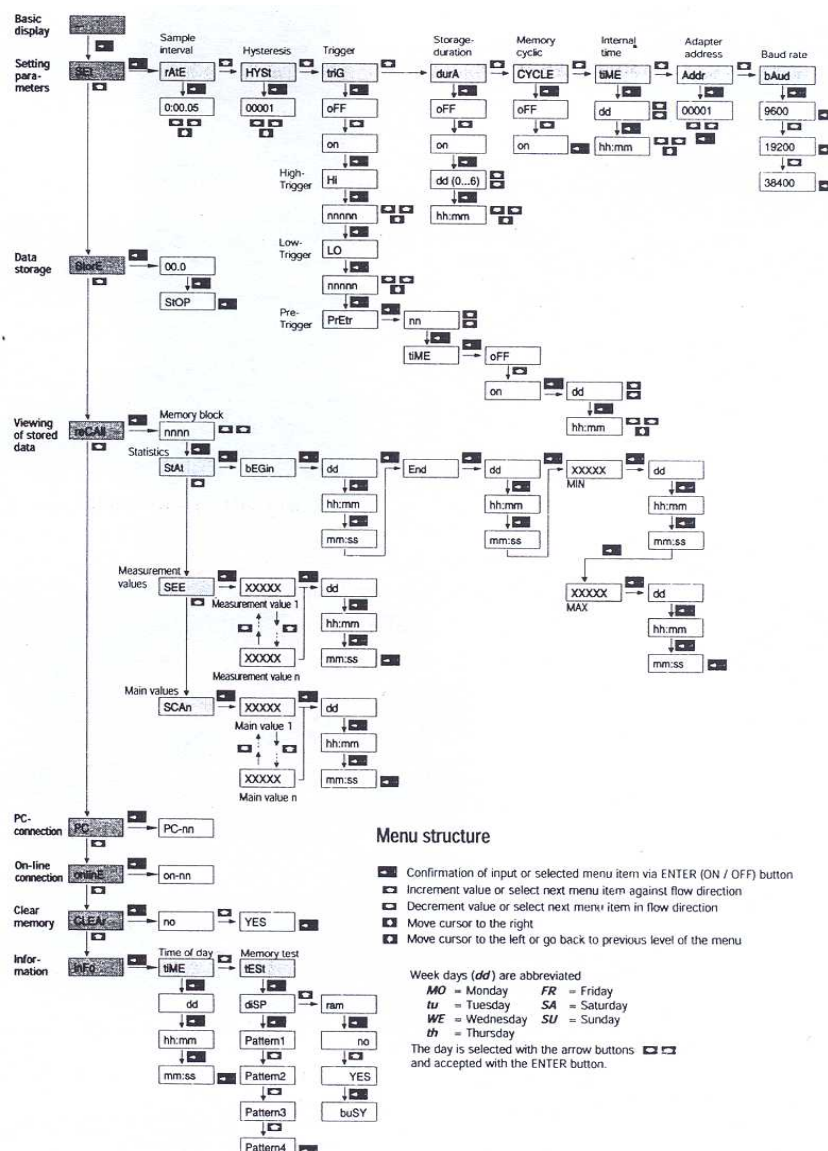 Basic display
Setting para-meters
SEt
Sample interval
rAtE
0:00.05
Hysteresis
HYSt
00001
Trigger
triG
oFF
on
High-Trigger
Hi
nnnnn
Low-Trigger
LO
nnnnn
Pre-Trigger
PrEtr
nn
tiME
oFF
on
dd
hh:mm
Storage-duration
durA
oFF
on
dd (0...6)
hh:mm
Memory cyclic
CYCLE
oFF
on
Internal time
tiME
dd
hh:mm
Adapter address
Addr
00001
Baud rate
bAud
9600
19200
38400
Data storage
StorE
00.0
StOP
Viewing of stored data
reCAll
Memory block
nnnn
Statistics
StAt
bEGin
dd
hh:mm
mm:ss
End
dd
hh:mm
mm:ss
XXXXX
MIN
dd
hh:mm
mm:ss
XXXXX
MAX
dd
hh:mm
mm:ss
Measurement values
SEE
XXXXX
Measurement value 1
XXXXX
Measurement value n
dd
hh:mm
mm:ss
Main values
SCAn
XXXXX
Main value 1
XXXXX
Main value n
dd
hh:mm
mm:ss
PC-connection
PC
PC-nn
On-line connection
onlinE
on-nn
Clear memory
CLEAr
no
YES
Infor-mation
inFo
Time of day
tiME
dd
hh:mm
mm:ss
Memory test
tESt
diSP
Pattern1
Pattern2
Pattern3
Pattern4
ram
no
YES
buSY
Menu structure
Confirmation of input or selected menu item via ENTER (ON / OFF) button
Increment value or select next menu item against flow direction
Decrement value or select next menu item in flow direction
Move cursor to the right
Move cursor to the left or go back to previous level of the menu
Week days (dd) are abbreviated
MO = Monday FR = Friday
tu = Tuesday SA = Saturday
WE = Wednesday SU = Sunday
th = Thursday
The day is selected with the arrow buttons
and accepted with the ENTER button.